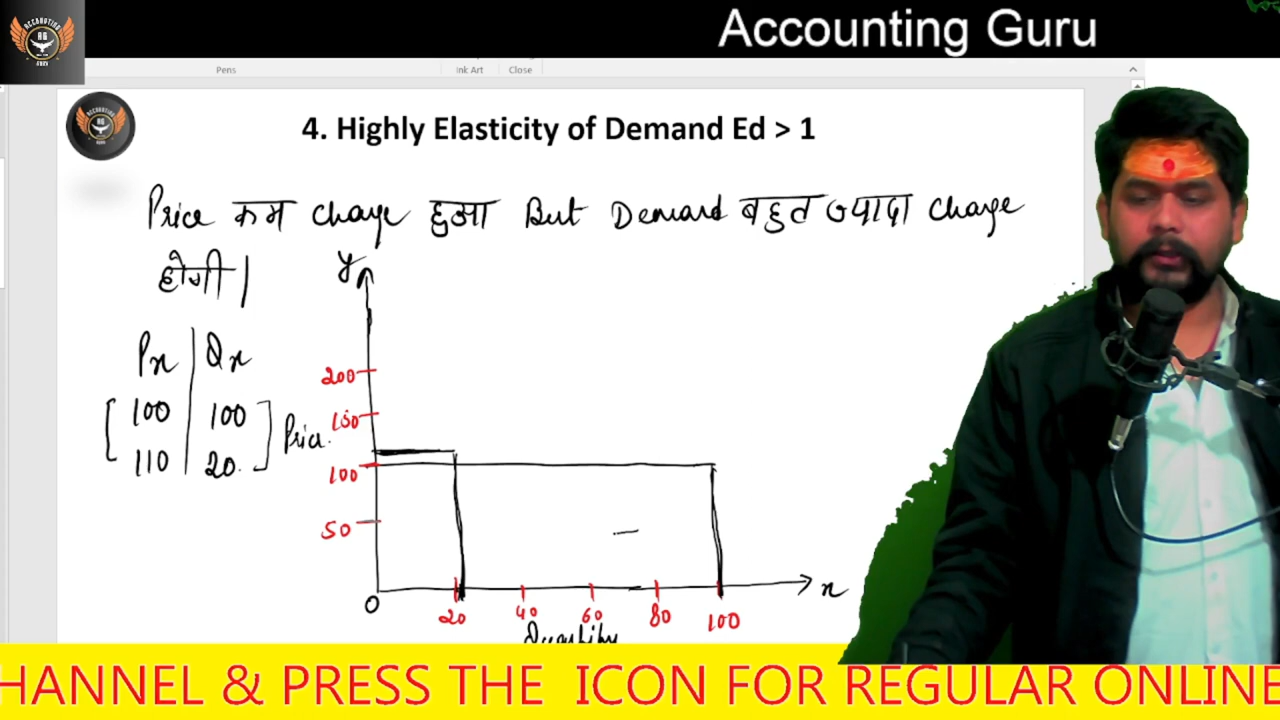 Accounting Guru
Pens Ink Art Close
4. Highly Elasticity of Demand Ed > 1
Price कम Change हुआ But Demand बहुत ज्यादा Change
होगी।
Y
Px Qx
100 100
110 20
Price
200
150
100
50
0
20 40 60 80 100
x
Quantity
HANNEL & PRESS THE ICON FOR REGULAR ONLINE